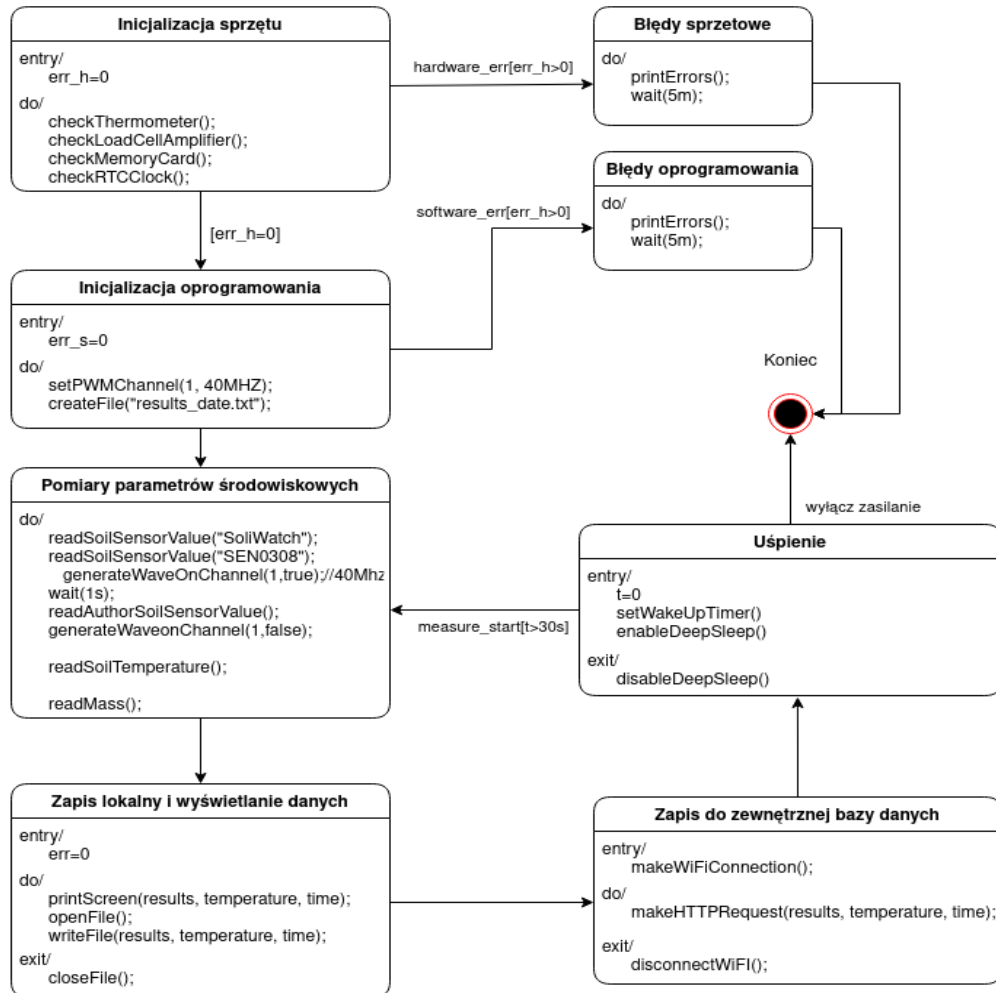 Inicjalizacja sprzętu
entry/
err_h=0
do/
checkThermometer();
checkLoadCellAmplifier();
checkMemoryCard();
checkRTCClock();
hardware_err[err_h>0]
Błędy sprzetowe
do/
printErrors();
wait(5m);
[err_h=0]
software_err[err_h>0]
Błędy oprogramowania
do/
printErrors();
wait(5m);
Inicjalizacja oprogramowania
entry/
err_s=0
do/
setPWMChannel(1, 40MHZ);
createFile("results_date.txt");
Koniec
Pomiary parametrów środowiskowych
do/
readSoilSensorValue("SoliWatch");
readSoilSensorValue("SEN0308");
generateWaveOnChannel(1,true);//40Mhz
wait(1s);
readAuthorSoilSensorValue();
generateWaveonChannel(1,false);
readSoilTemperature();
readMass();
wyłącz zasilanie
measure_start[t>30s]
Uśpienie
entry/
t=0
setWakeUpTimer()
enableDeepSleep()
exit/
disableDeepSleep()
Zapis lokalny i wyświetlanie danych
entry/
err=0
do/
printScreen(results, temperature, time);
openFile();
writeFile(results, temperature, time);
exit/
closeFile();
Zapis do zewnętrznej bazy danych
entry/
makeWiFiConnection();
do/
makeHTTPRequest(results, temperature, time);
exit/
disconnectWiFI();